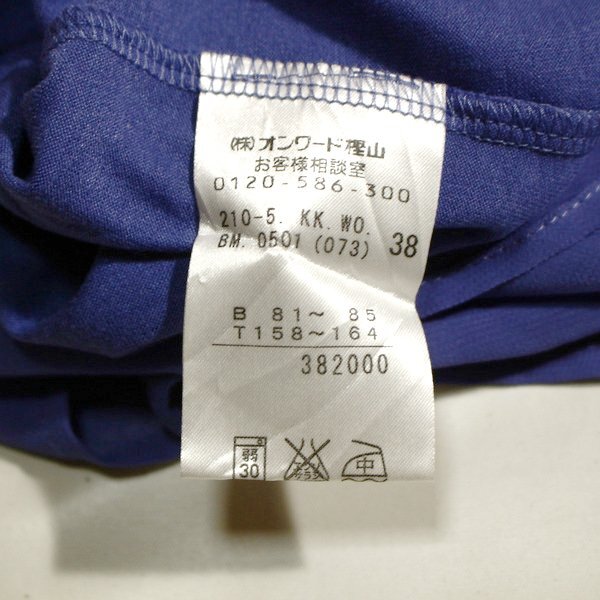 (株)オンワード樫山
お客様相談室
0120-586-300
210-5. KK. WO. 38
BM. 0501 (073)
B 81～ 85
T158～164
382000
弱 30 中